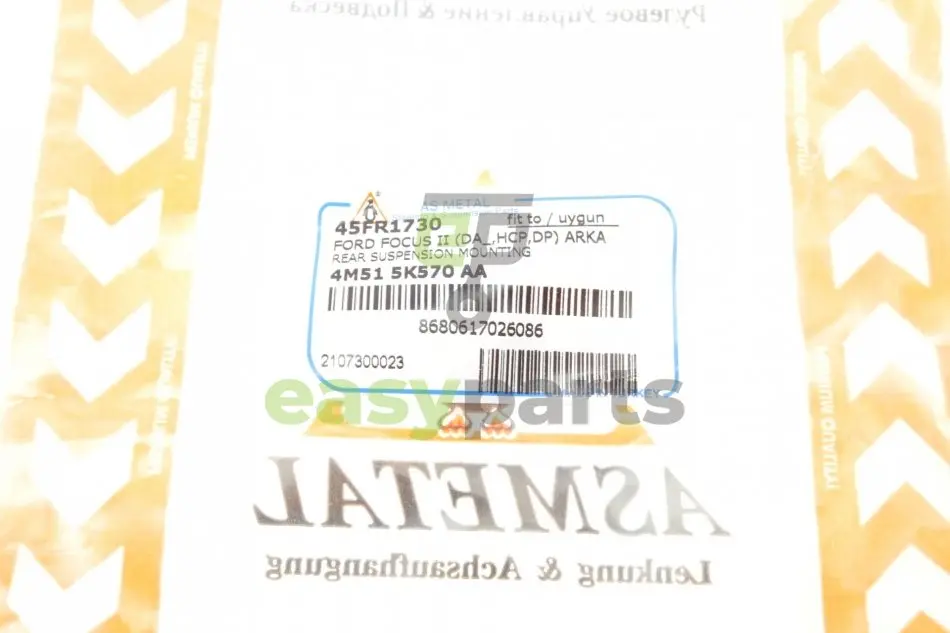 Рулевое Управление & Подвеска
AS METAL
45FR1730 fit to / uygun
FORD FOCUS II (DA_,HCP,DP) ARKA
REAR SUSPENSION MOUNTING
4M51 5K570 AA
8680617026086
2107300023
easyparts
ASMETAL
Lenkung & Achsaufhangung